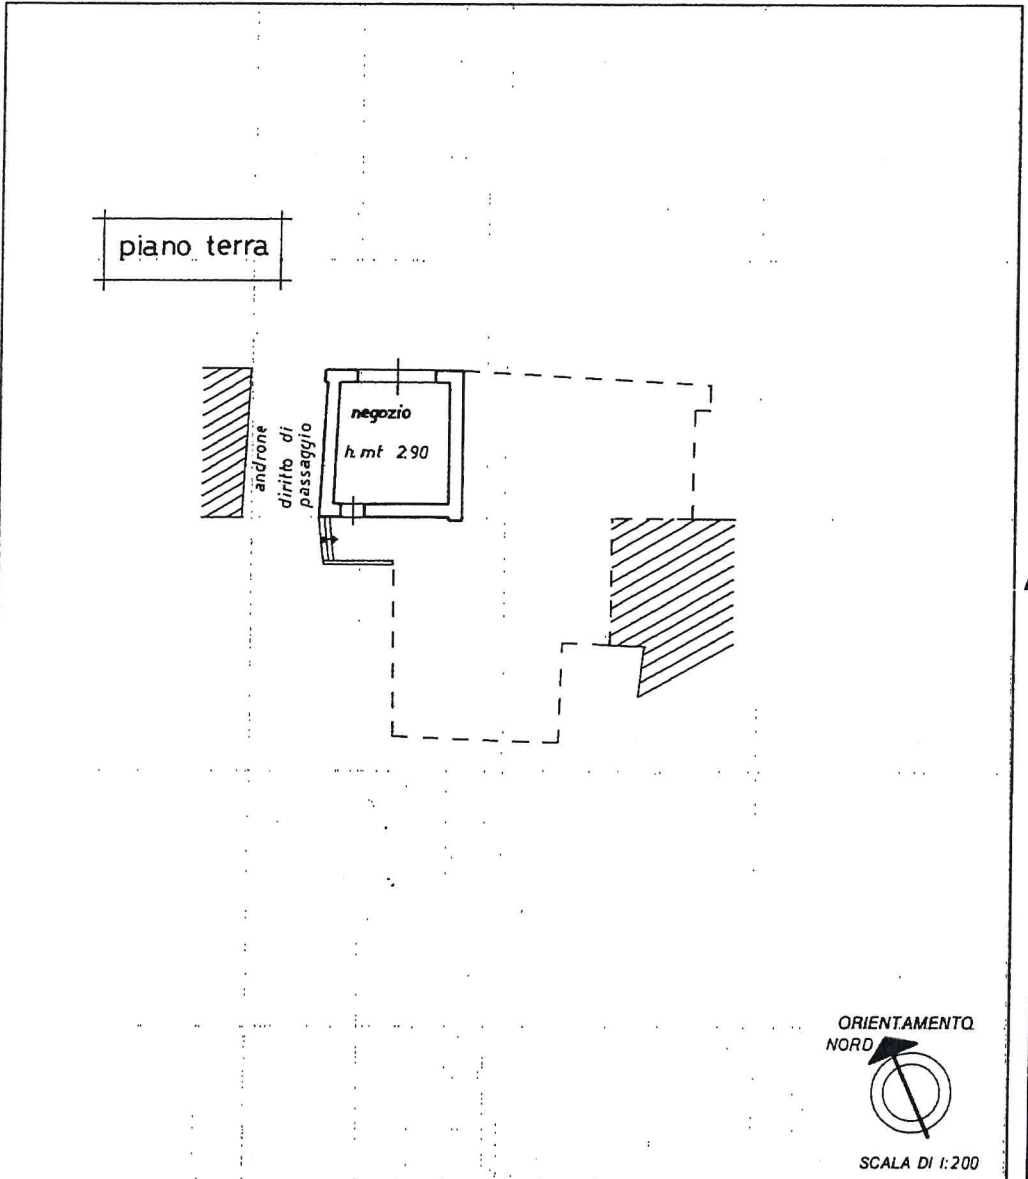 piano terra
negozio
h. mt 2.90
androne
diritto di
passaggio
ORIENTAMENTO
NORD
SCALA DI 1:200